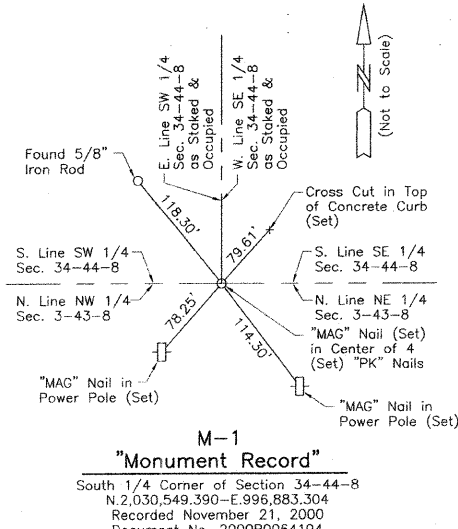 E. Line SW 1/4
Sec. 34-44-8
as Staked &
Occupied
W. Line SE 1/4
Sec. 34-44-8
as Staked &
Occupied
N
(Not to Scale)
Found 5/8"
Iron Rod
118.30'
79.61'
Cross Cut in Top
of Concrete Curb
(Set)
S. Line SW 1/4
Sec. 34-44-8
S. Line SE 1/4
Sec. 34-44-8
N. Line NW 1/4
Sec. 3-43-8
N. Line NE 1/4
Sec. 3-43-8
78.25'
114.30'
"MAG" Nail (Set)
in Center of 4
(Set) "PK" Nails
"MAG" Nail in
Power Pole (Set)
"MAG" Nail in
Power Pole (Set)
M-1
"Monument Record"
South 1/4 Corner of Section 34-44-8
N.2,030,549.390-E.996,883.304
Recorded November 21, 2000
Document No. 2000R0064194